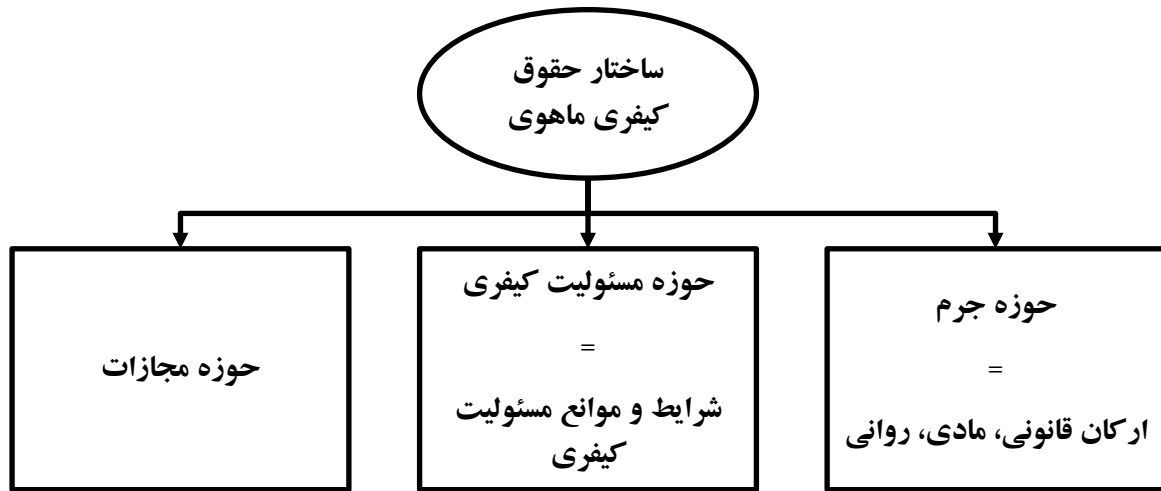 ساختار حقوق
کیفری ماهوی
حوزه جرم
=
ارکان قانونی، مادی، روانی
حوزه مسئولیت کیفری
=
شرایط و موانع مسئولیت
کیفری
حوزه مجازات